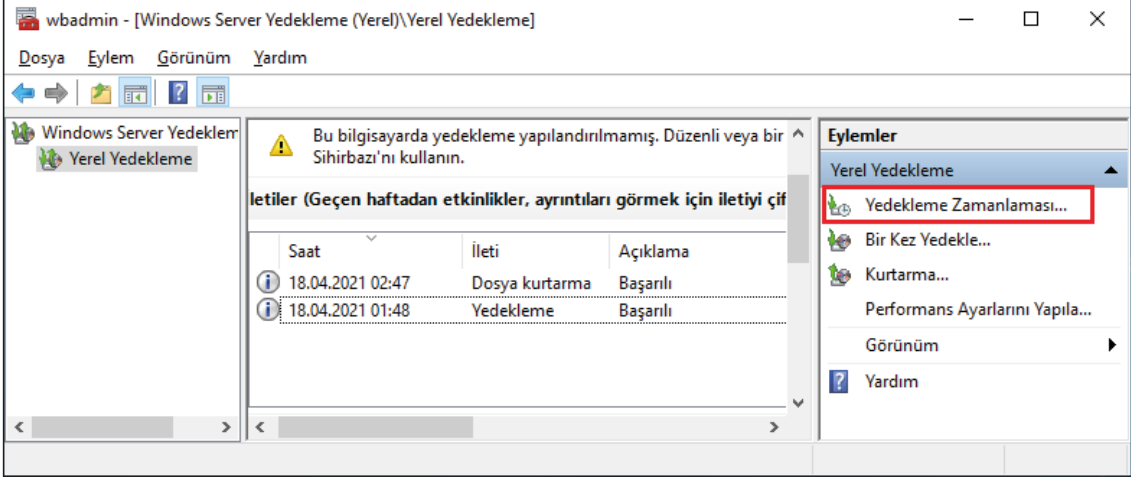 wbadmin - [Windows Server Yedekleme (Yerel)\Yerel Yedekleme]
Dosya Eylem Görünüm Yardım
Windows Server Yedeklem
Yerel Yedekleme
Bu bilgisayarda yedekleme yapılandırılmamış. Düzenli veya bir
Sihirbazı'nı kullanın.
letiler (Geçen haftadan etkinlikler, ayrıntıları görmek için iletiyi çif
Saat İleti Açıklama
18.04.2021 02:47 Dosya kurtarma Başarılı
18.04.2021 01:48 Yedekleme Başarılı
Eylemler
Yerel Yedekleme
Yedekleme Zamanlaması...
Bir Kez Yedekle...
Kurtarma...
Performans Ayarlarını Yapıla...
Görünüm
Yardım